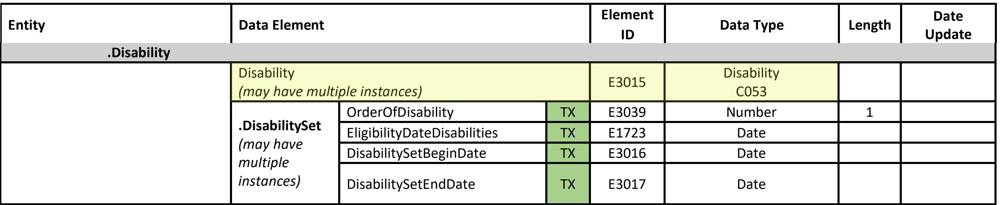 Entity
Data Element
Element
ID
Data Type
Length
Date
Update
.Disability
Disability
(may have multiple instances)
E3015
Disability
C053
.DisabilitySet
(may have
multiple
instances)
OrderOfDisability
TX
E3039
Number
1
EligibilityDateDisabilities
TX
E1723
Date
DisabilitySetBeginDate
TX
E3016
Date
DisabilitySetEndDate
TX
E3017
Date